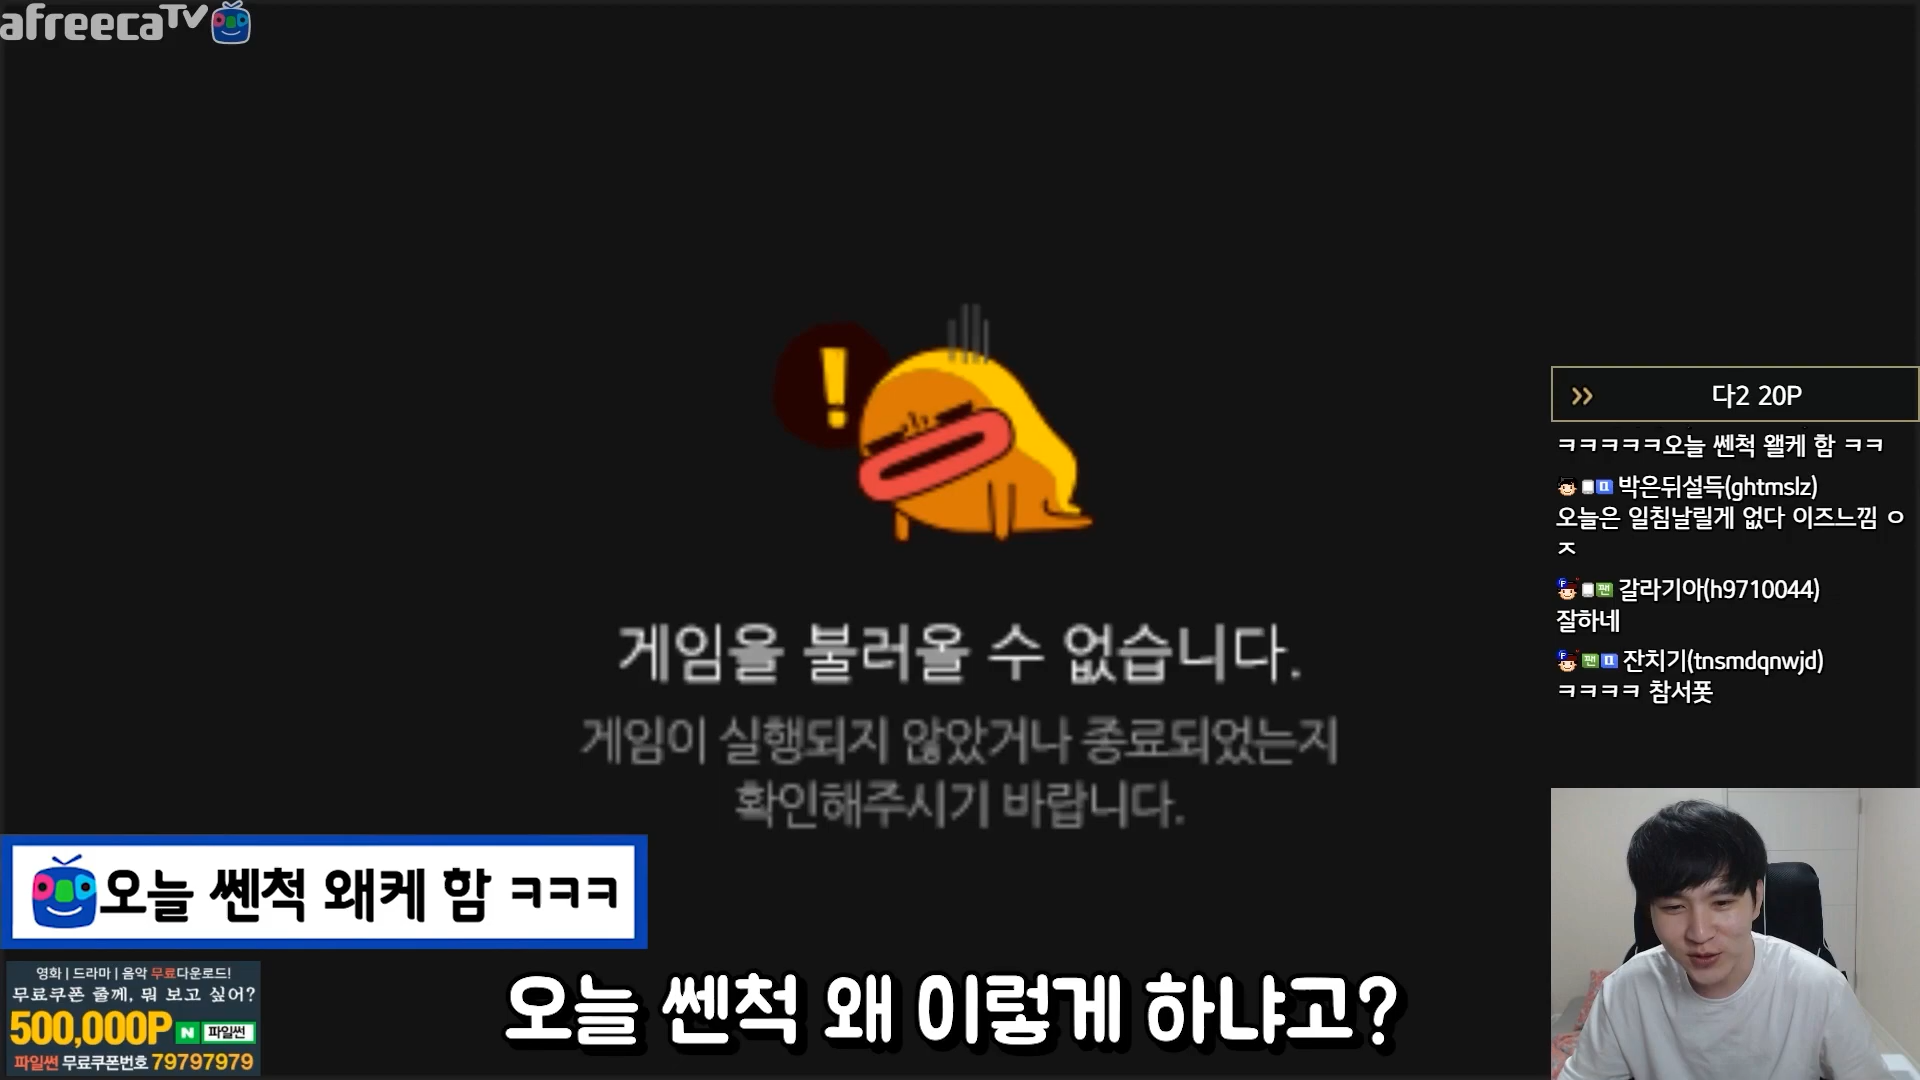 afreecaTV
!
다2 20P
ㅋㅋㅋㅋㅋ오늘 쎈척 왤케 함 ㅋㅋ
박은뒤설득(ghtmslz)
오늘은 일침날릴게 없다 이즈느낌 ㅇ
ㅈ
팬 갈라기아(h9710044)
잘하네
팬 잔치기(tnsmdqnwjd)
ㅋㅋㅋㅋ 참서폿
게임을 불러올 수 없습니다.
게임이 실행되지 않았거나 종료되었는지
확인해주시기 바랍니다.
오늘 쎈척 왜케 함 ㅋㅋㅋ
영화 | 드라마 | 음악 무료다운로드!
무료쿠폰 줄께, 뭐 보고 싶어?
500,000P N 파일썬
파일썬 무료쿠폰번호 79797979
오늘 쎈척 왜 이렇게 하냐고?